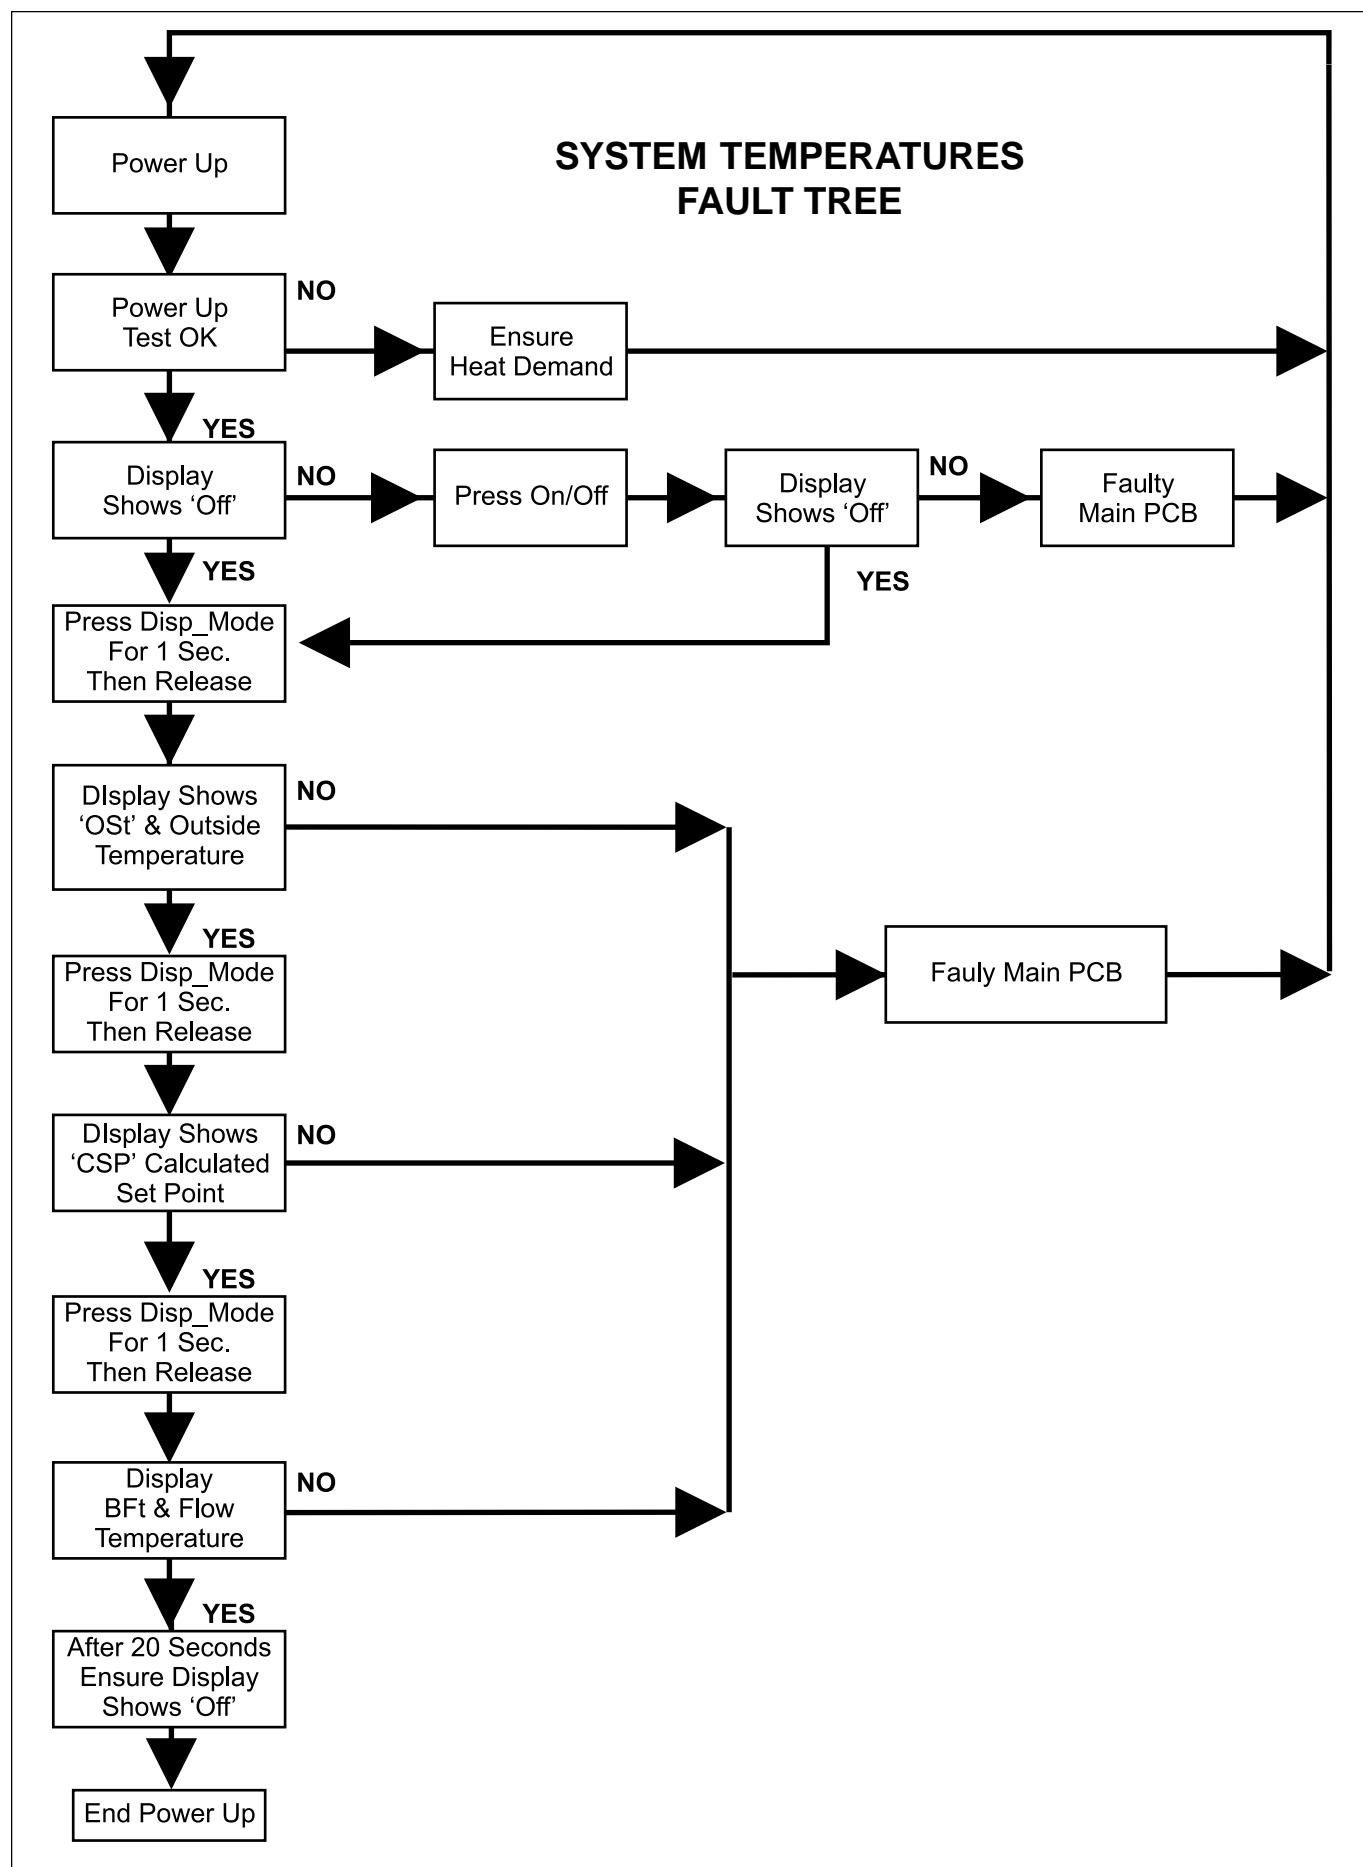 SYSTEM TEMPERATURES
FAULT TREE
Power Up
Power Up
Test OK
NO
Ensure
Heat Demand
YES
Display
Shows ‘Off’
NO
Press On/Off
Display
Shows ‘Off’
NO
Faulty
Main PCB
YES
YES
Press Disp_Mode
For 1 Sec.
Then Release
DIsplay Shows
‘OSt’ & Outside
Temperature
NO
YES
Press Disp_Mode
For 1 Sec.
Then Release
Fauly Main PCB
DIsplay Shows
‘CSP’ Calculated
Set Point
NO
YES
Press Disp_Mode
For 1 Sec.
Then Release
Display
BFt & Flow
Temperature
NO
YES
After 20 Seconds
Ensure Display
Shows ‘Off’
End Power Up